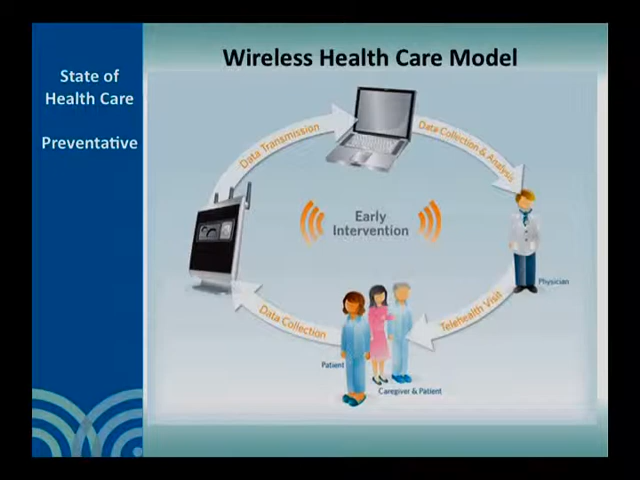 Wireless Health Care Model
State of
Health Care
Preventative
Data Transmission
Data Collection & Analysis
Early
Intervention
Physician
Telehealth Visit
Data Collection
Patient
Caregiver & Patient